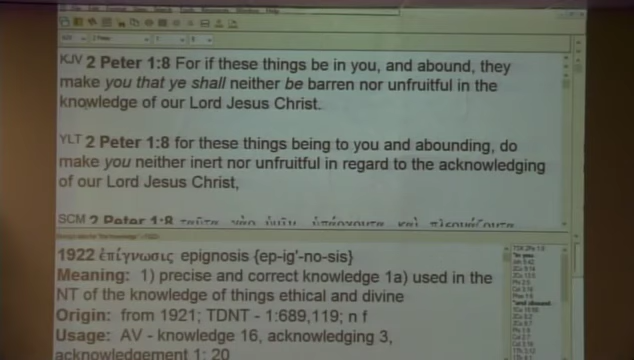 KJV 2 Peter 1:8 For if these things be in you, and abound, they
make you that ye shall neither be barren nor unfruitful in the
knowledge of our Lord Jesus Christ.
YLT 2 Peter 1:8 for these things being to you and abounding, do
make you neither inert nor unfruitful in regard to the acknowledging
of our Lord Jesus Christ,
SCM 2 Peter 1:8
1922 ἐπίγνωσις epignosis {ep-ig'-no-sis}
Meaning: 1) precise and correct knowledge 1a) used in the
NT of the knowledge of things ethical and divine
Origin: from 1921; TDNT - 1:689,119; n f
Usage: AV - knowledge 16, acknowledging 3,
acknowledgement 1; 20